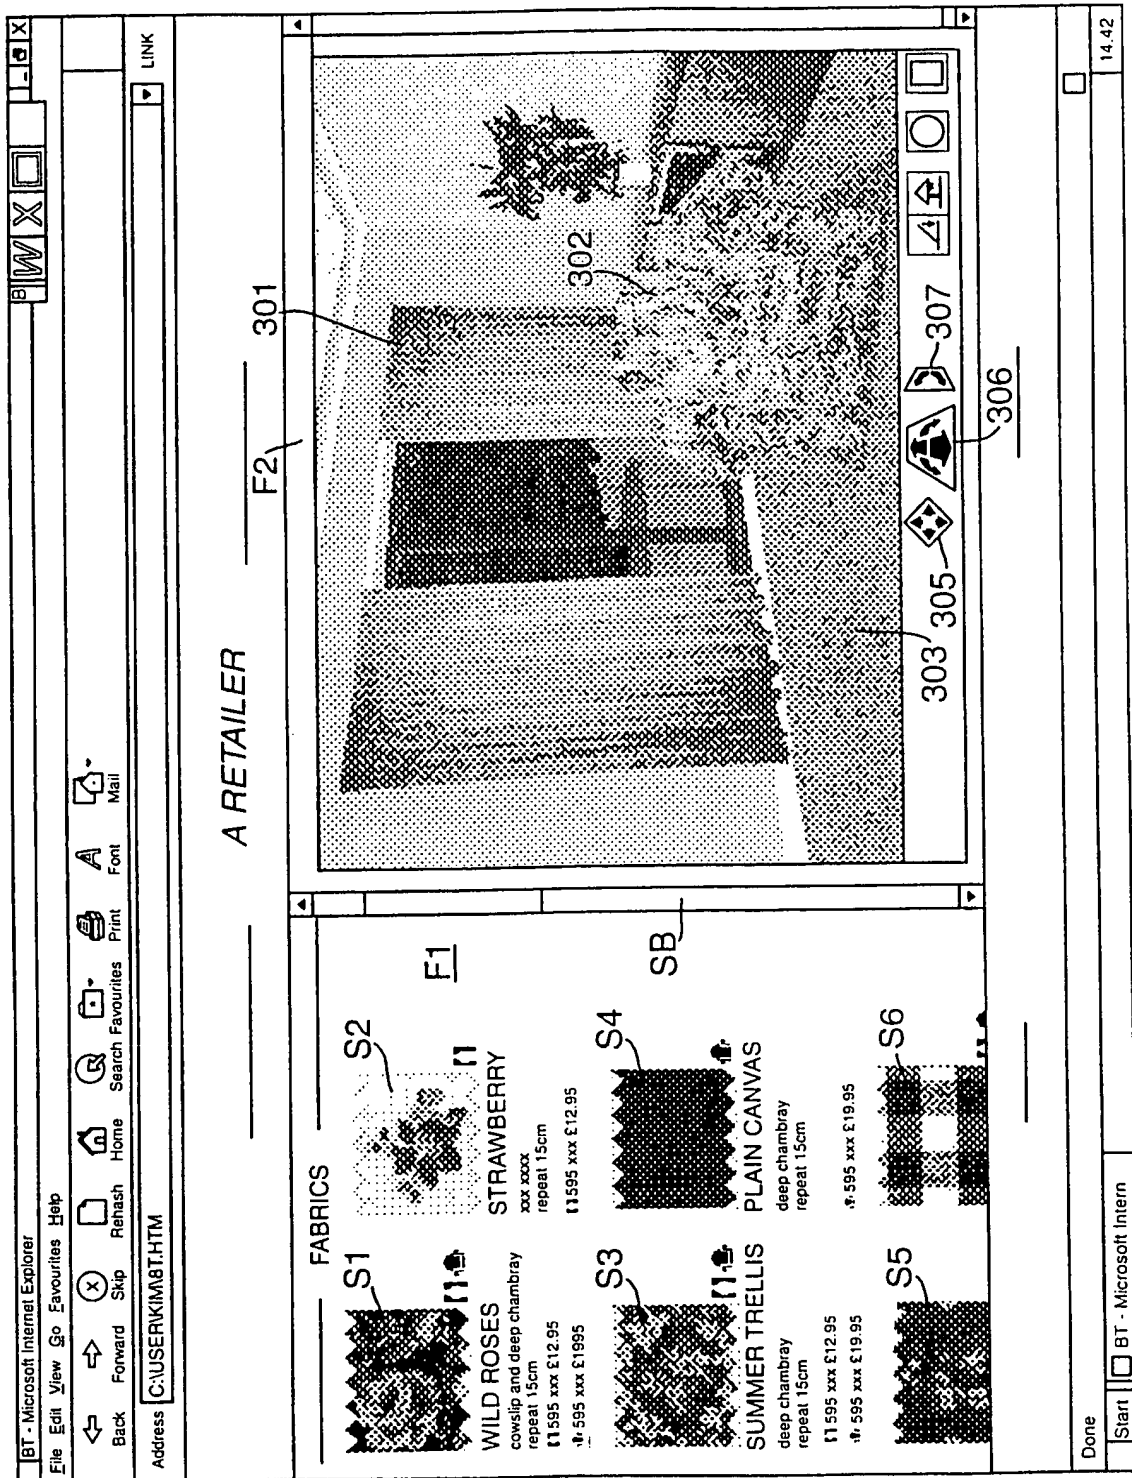 BT - Microsoft Internet Explorer
B W X
_ X
File Edit View Go Favourites Help
Back Forward Skip Rehash Home Search Favourites Print Font Mail
Address C:\USER\KIM\8T.HTM LINK
A RETAILER
FABRICS
S1
WILD ROSES
cowslip and deep chambray
repeat 15cm
595 xxx £12.95
595 xxx £1995
S2
STRAWBERRY
xxx xxxx
repeat 15cm
595 xxx £12.95
F1
S3
SUMMER TRELLIS
deep chambray
repeat 15cm
595 xxx £12.95
595 xxx £19.95
S4
PLAIN CANVAS
deep chambray
repeat 15cm
595 xxx £19.95
SB
S5
S6
F2
301
302
303
305
306
307
Done
Start BT - Microsoft Intern
14.42